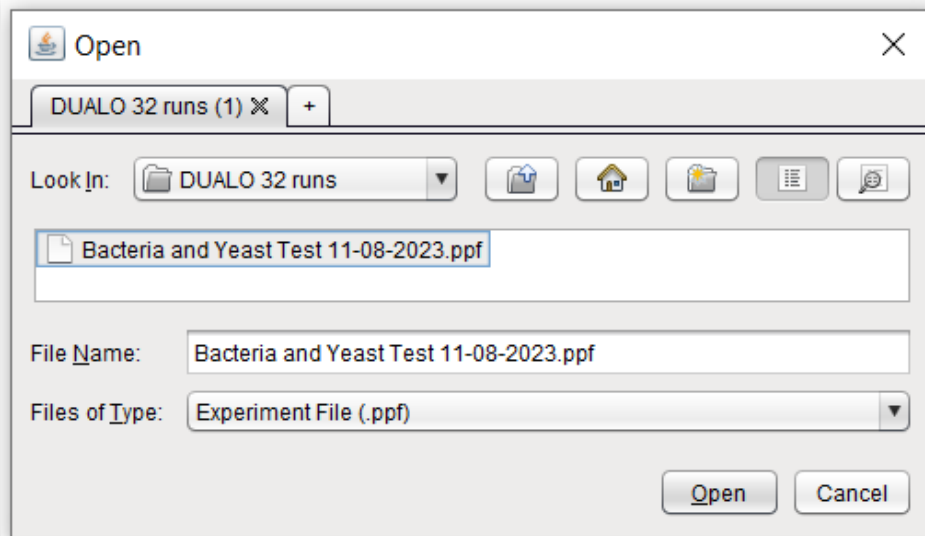 Open
DUALO 32 runs (1) +
Look In: DUALO 32 runs
Bacteria and Yeast Test 11-08-2023.ppf
File Name: Bacteria and Yeast Test 11-08-2023.ppf
Files of Type: Experiment File (.ppf)
Open Cancel